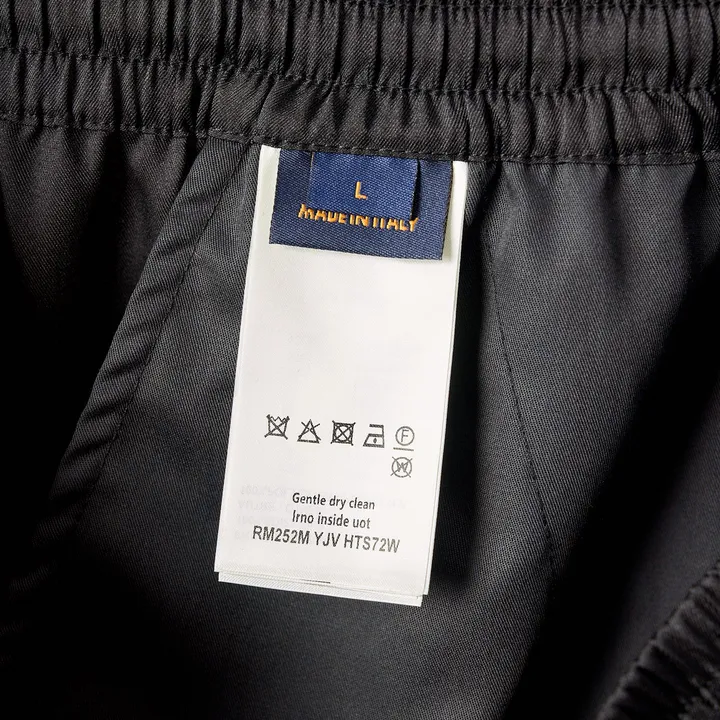 L
MADE IN ITALY
F
W
Gentle dry clean
Irno inside uot
RM252M YJV HTS72W